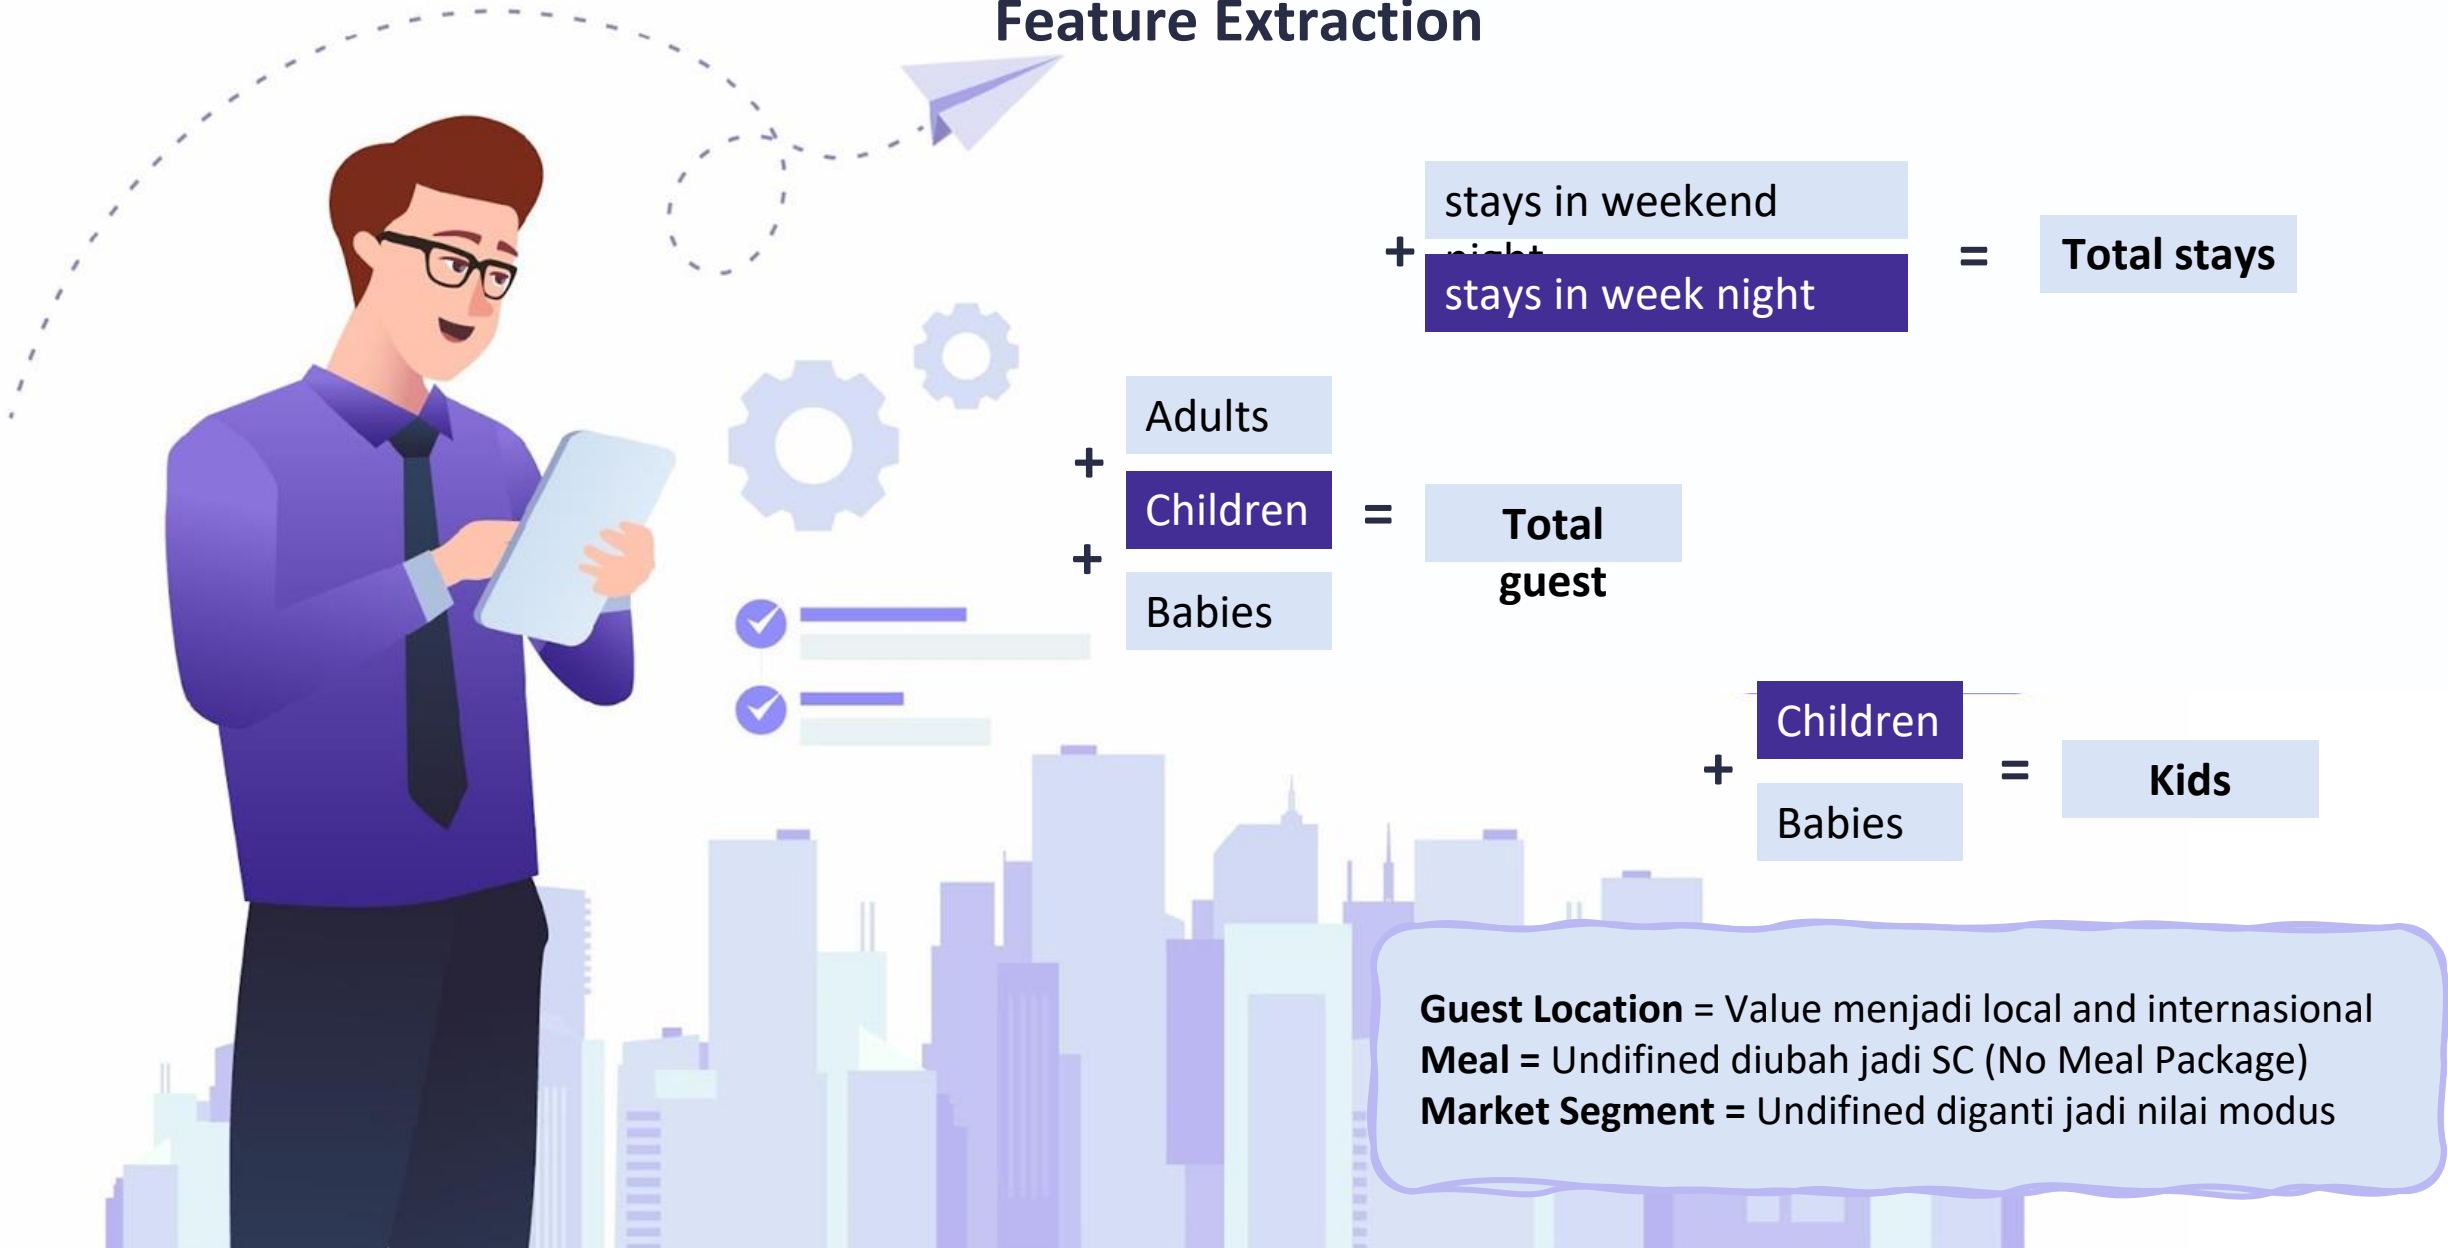 Feature Extraction
stays in weekend
night
+
=
Total stays
stays in week night
Adults
+
Children
=
Total
guest
+
Babies
Children
+
=
Kids
Babies
Guest Location = Value menjadi local and internasional
Meal = Undifined diubah jadi SC (No Meal Package)
Market Segment = Undifined diganti jadi nilai modus